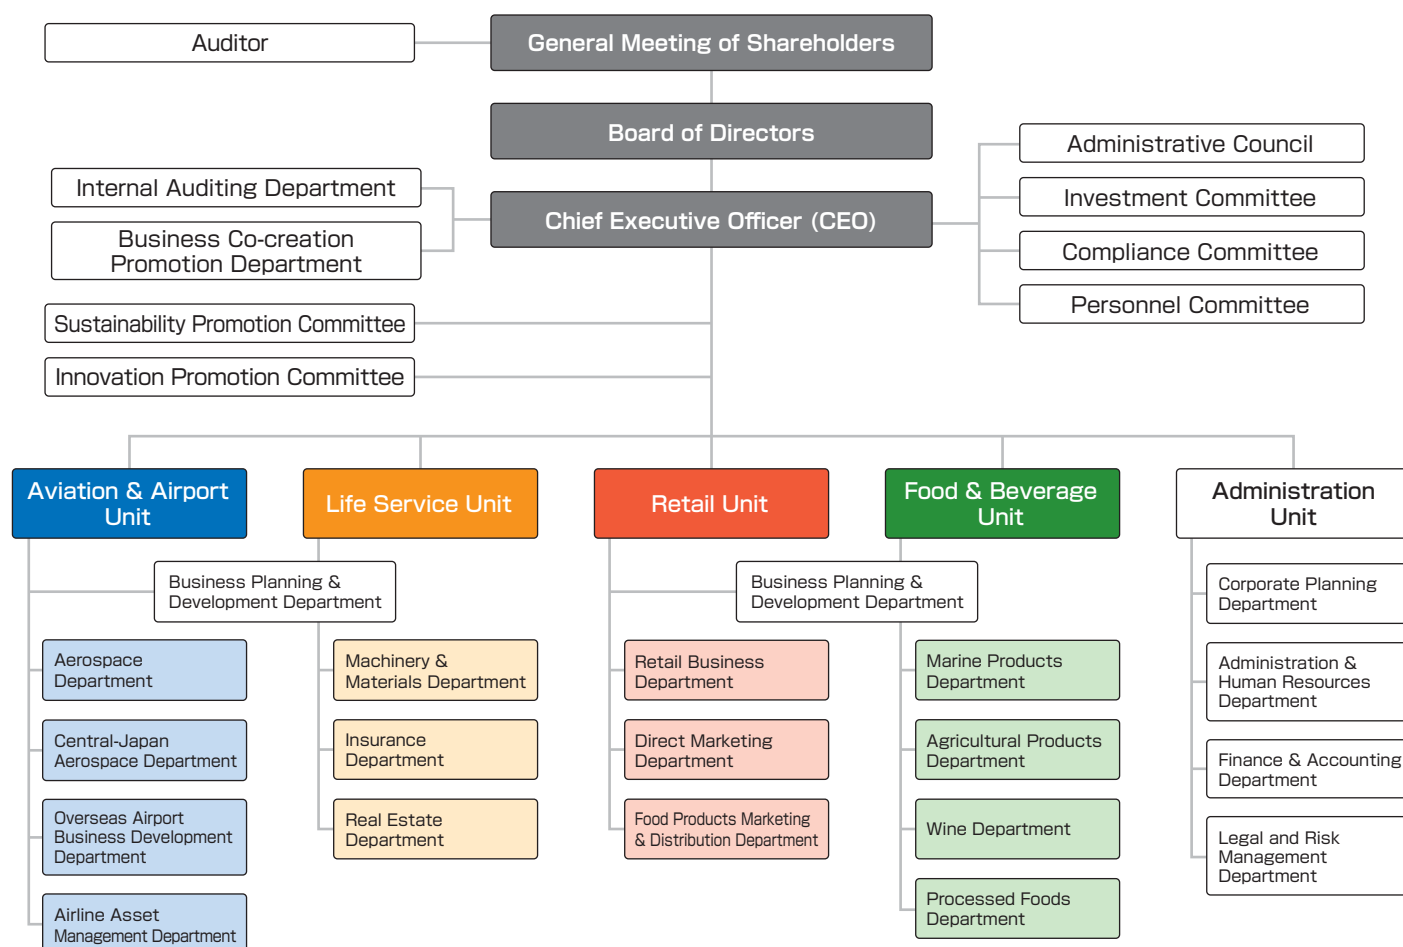 Auditor
General Meeting of Shareholders
Board of Directors
Administrative Council
Internal Auditing Department
Investment Committee
Chief Executive Officer (CEO)
Business Co-creation
Promotion Department
Compliance Committee
Personnel Committee
Sustainability Promotion Committee
Innovation Promotion Committee
Aviation & Airport
Unit
Life Service Unit
Retail Unit
Food & Beverage
Unit
Administration
Unit
Business Planning &
Development Department
Business Planning &
Development Department
Aerospace
Department
Central-Japan
Aerospace Department
Overseas Airport
Business Development
Department
Airline Asset
Management Department
Machinery &
Materials Department
Insurance
Department
Real Estate
Department
Retail Business
Department
Direct Marketing
Department
Food Products Marketing
& Distribution Department
Marine Products
Department
Agricultural Products
Department
Wine Department
Processed Foods
Department
Corporate Planning
Department
Administration &
Human Resources
Department
Finance & Accounting
Department
Legal and Risk
Management
Department